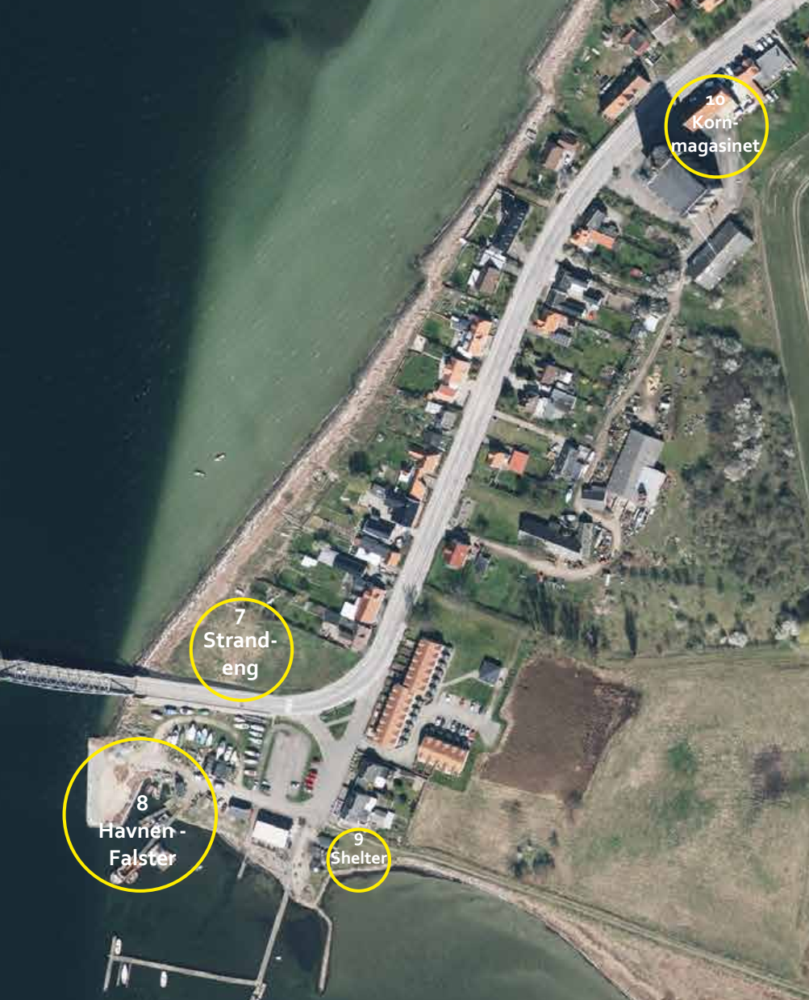 10
Korn-
magasinet
7
Strand-
eng
8
Havnen -
Falster
9
Shelter